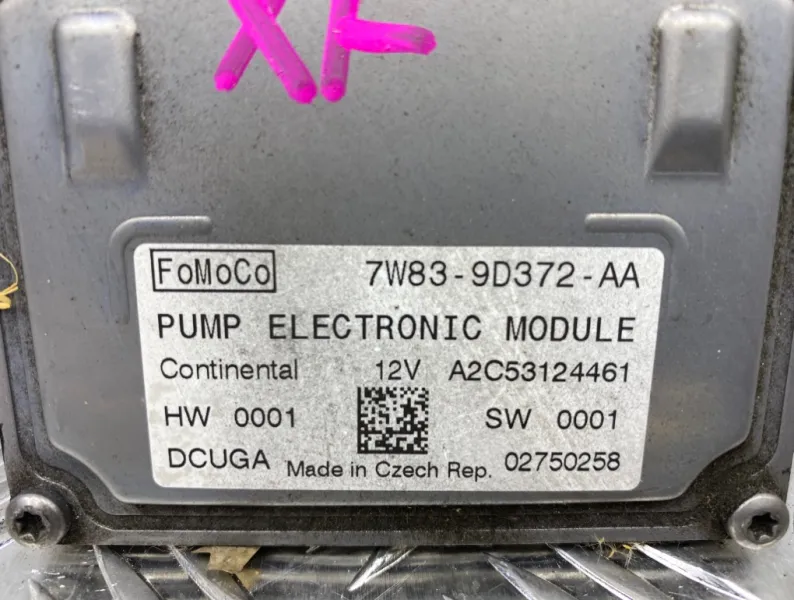 XF
FoMoCo 7W83-9D372-AA
PUMP ELECTRONIC MODULE
Continental 12V A2C53124461
HW 0001 SW 0001
DCUGA Made in Czech Rep. 02750258